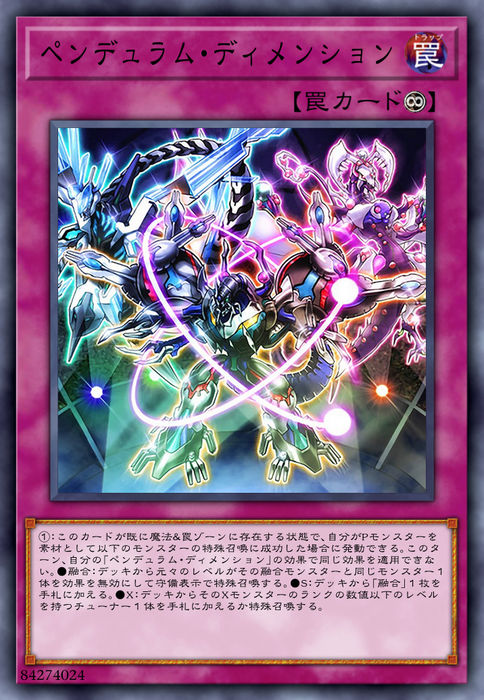 ペンデュラム・ディメンション
トラップ
罠
【罠カード】
①:このカードが既に魔法&罠ゾーンに存在する状態で、自分がPモンスターを
素材として以下のモンスターの特殊召喚に成功した場合に発動できる。このタ
ーン、自分の「ペンデュラム・ディメンション」の効果で同じ効果を適用できな
い。●融合:デッキから元々のレベルがその融合モンスターと同じモンスター1
体を効果を無効にして守備表示で特殊召喚する。●S:デッキから「融合」1枚を
手札に加える。●X:デッキからそのXモンスターのランクの数値以下のレベル
を持つチューナー1体を手札に加えるか特殊召喚する。
84274024